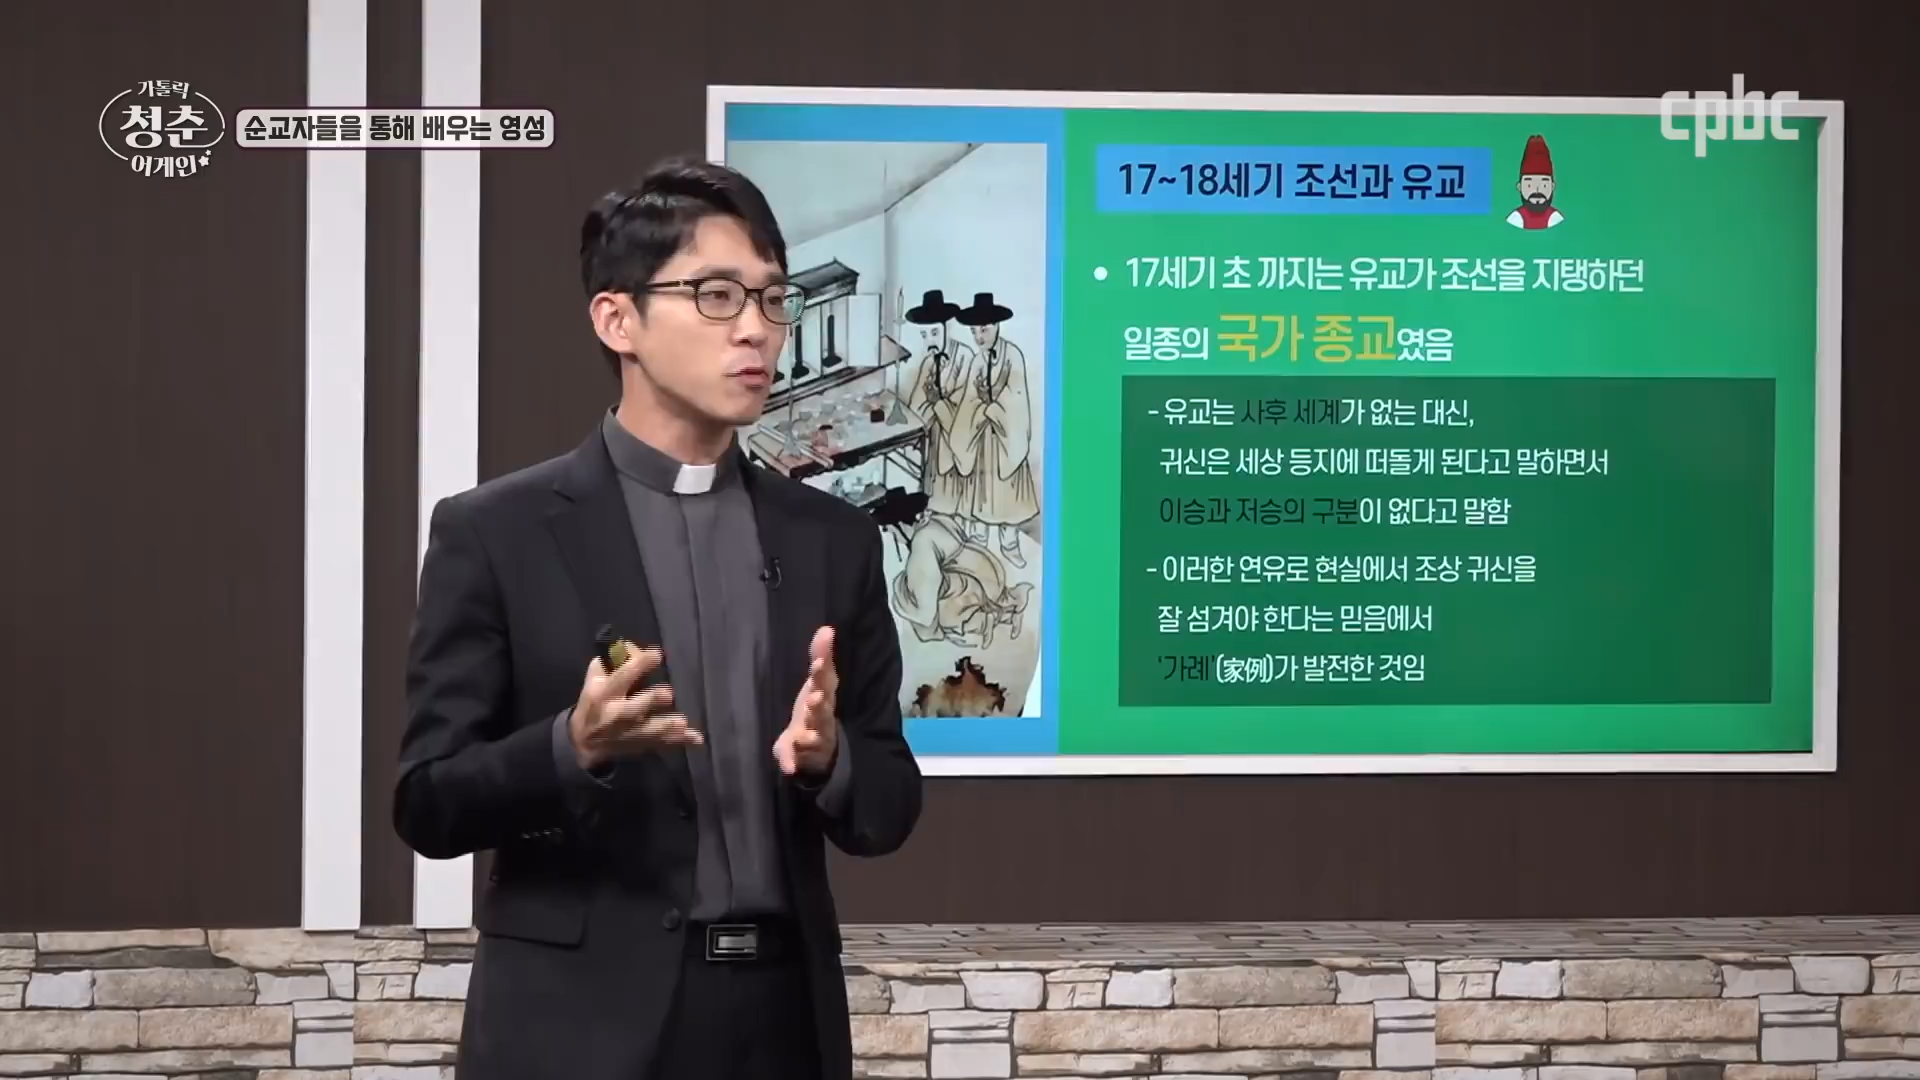 가톨릭
청춘
어게인
순교자들을 통해 배우는 영성
cpbc
17~18세기 조선과 유교
• 17세기 초 까지는 유교가 조선을 지탱하던
일종의 국가 종교였음
- 유교는 사후 세계가 없는 대신,
귀신은 세상 등지에 떠돌게 된다고 말하면서
이승과 저승의 구분이 없다고 말함
- 이러한 연유로 현실에서 조상 귀신을
잘 섬겨야 한다는 믿음에서
'가례'(家例)가 발전한 것임